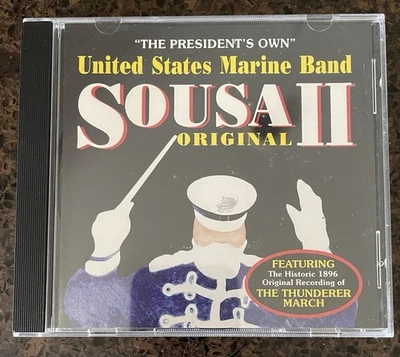 "THE PRESIDENT'S OWN"
United States Marine Band
SOUSA II
ORIGINAL
FEATURING
The Historic 1896
Original Recording of
THE THUNDERER
MARCH